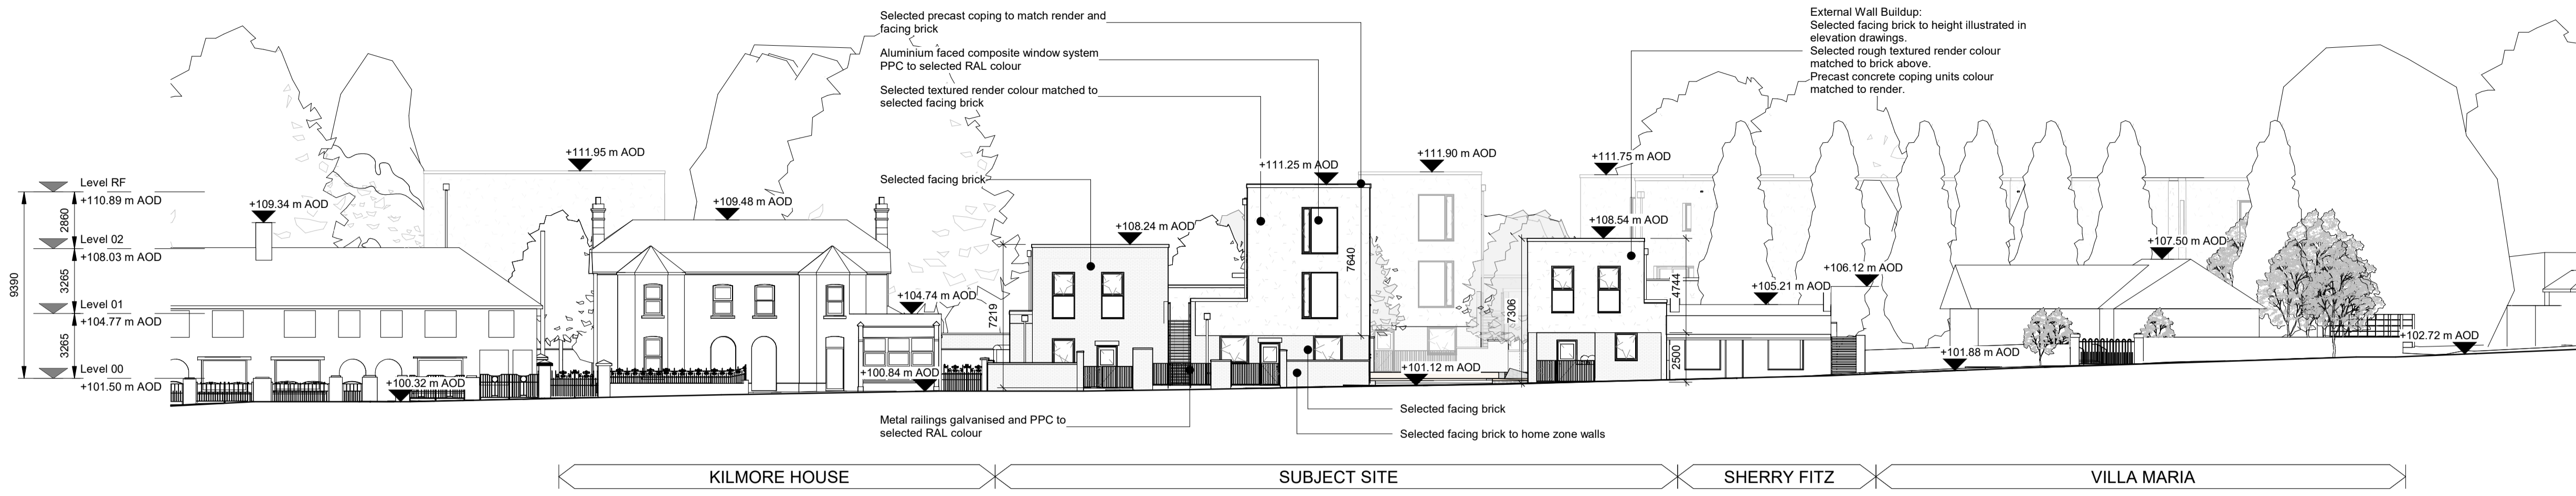 Selected precast coping to match render and
facing brick
Aluminium faced composite window system
PPC to selected RAL colour
Selected textured render colour matched to
selected facing brick
Selected facing brick
External Wall Buildup:
Selected facing brick to height illustrated in
elevation drawings.
Selected rough textured render colour
matched to brick above.
Precast concrete coping units colour
matched to render.
+111.95 m AOD
+111.25 m AOD
+111.90 m AOD
+111.75 m AOD
Level RF
+110.89 m AOD
2860
Level 02
+108.03 m AOD
3265
Level 01
+104.77 m AOD
3265
Level 00
+101.50 m AOD
9390
+109.34 m AOD
+109.48 m AOD
+108.24 m AOD
+108.54 m AOD
+107.50 m AOD
+106.12 m AOD
+105.21 m AOD
+104.74 m AOD
7219
7640
7306
4744
2500
+102.72 m AOD
+101.88 m AOD
+101.12 m AOD
+100.84 m AOD
+100.32 m AOD
Metal railings galvanised and PPC to
selected RAL colour
Selected facing brick
Selected facing brick to home zone walls
KILMORE HOUSE
SUBJECT SITE
SHERRY FITZ
VILLA MARIA